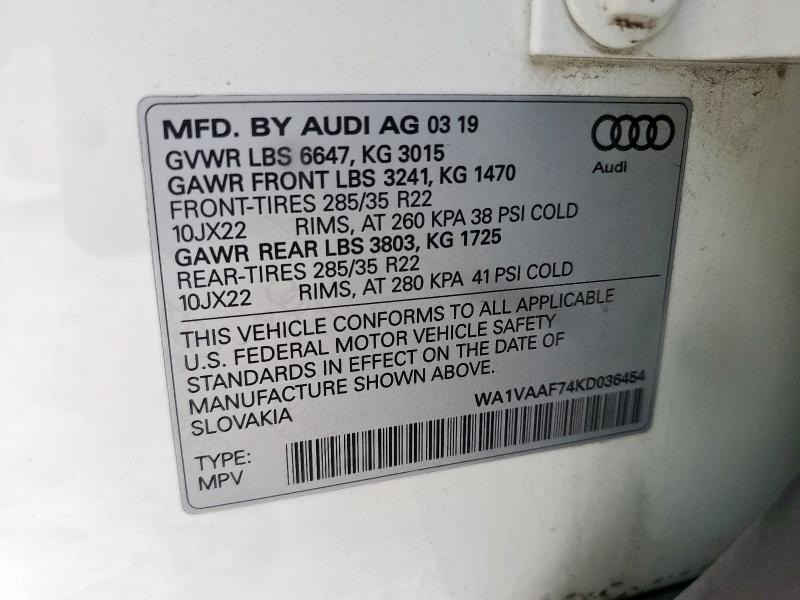 MFD. BY AUDI AG 03 19
GVWR LBS 6647, KG 3015
GAWR FRONT LBS 3241, KG 1470
FRONT-TIRES 285/35 R22
10JX22 RIMS, AT 260 KPA 38 PSI COLD
GAWR REAR LBS 3803, KG 1725
REAR-TIRES 285/35 R22
10JX22 RIMS, AT 280 KPA 41 PSI COLD
Audi
THIS VEHICLE CONFORMS TO ALL APPLICABLE
U.S. FEDERAL MOTOR VEHICLE SAFETY
STANDARDS IN EFFECT ON THE DATE OF
MANUFACTURE SHOWN ABOVE.
SLOVAKIA
WA1VAAF74KD036454
TYPE:
MPV